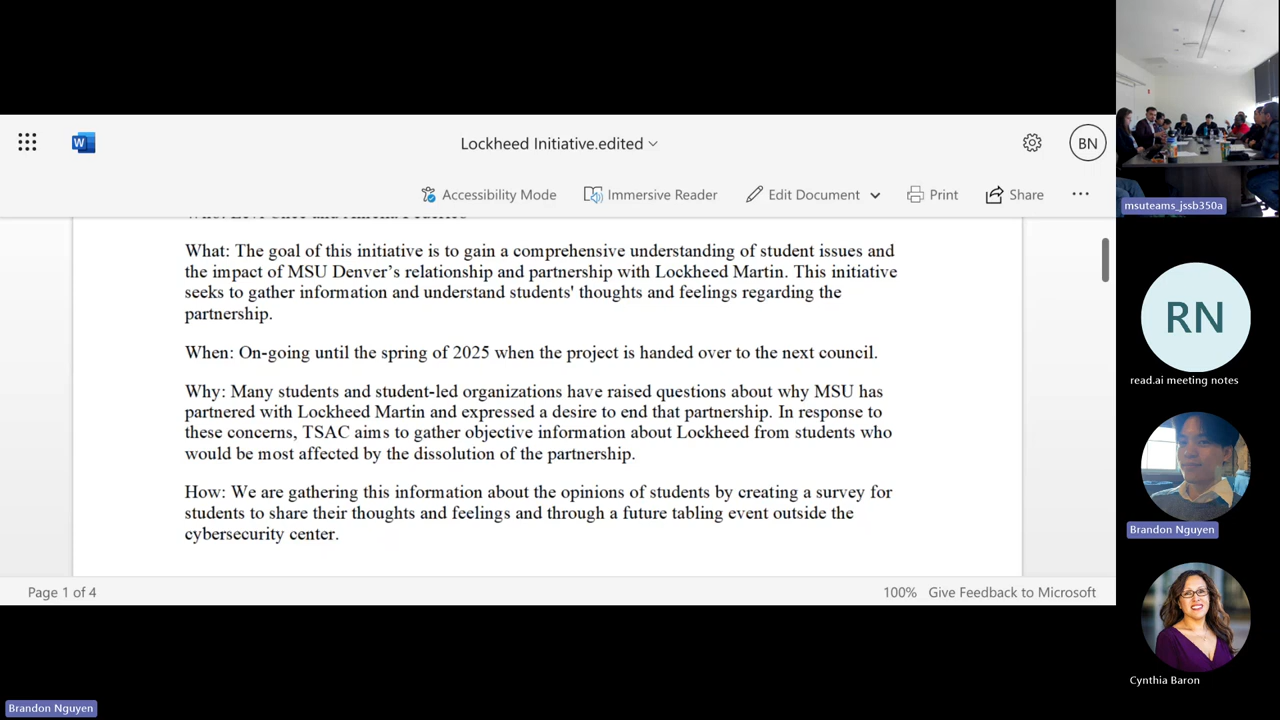 W
Lockheed Initiative.edited
BN
Accessibility Mode
Immersive Reader
Edit Document
Print
Share
What: The goal of this initiative is to gain a comprehensive understanding of student issues and
the impact of MSU Denver’s relationship and partnership with Lockheed Martin. This initiative
seeks to gather information and understand students' thoughts and feelings regarding the
partnership.
When: On-going until the spring of 2025 when the project is handed over to the next council.
Why: Many students and student-led organizations have raised questions about why MSU has
partnered with Lockheed Martin and expressed a desire to end that partnership. In response to
these concerns, TSAC aims to gather objective information about Lockheed from students who
would be most affected by the dissolution of the partnership.
How: We are gathering this information about the opinions of students by creating a survey for
students to share their thoughts and feelings and through a future tabling event outside the
cybersecurity center.
Page 1 of 4
100%
Give Feedback to Microsoft
msuteams_jssb350a
RN
read.ai meeting notes
Brandon Nguyen
Cynthia Baron
Brandon Nguyen